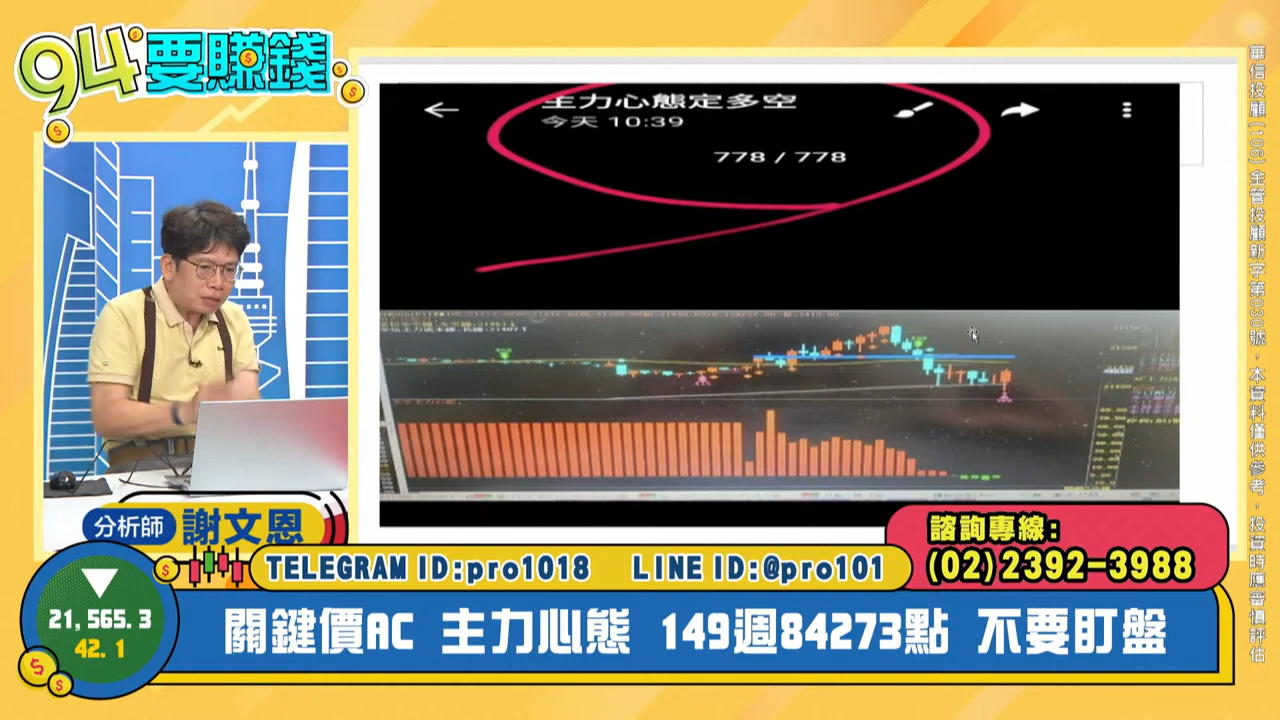 94要賺錢
主力心態定多空
今天 10:39
778 / 778
分析師 謝文恩
諮詢專線:
(02)2392-3988
TELEGRAM ID:pro1018 LINE ID:@pro101
21,565.3
42.1
關鍵價AC 主力心態 149週84273點 不要盯盤
華信投顧(106)金管投顧新字第030號，本資料僅供參考，投資時應審慎評估